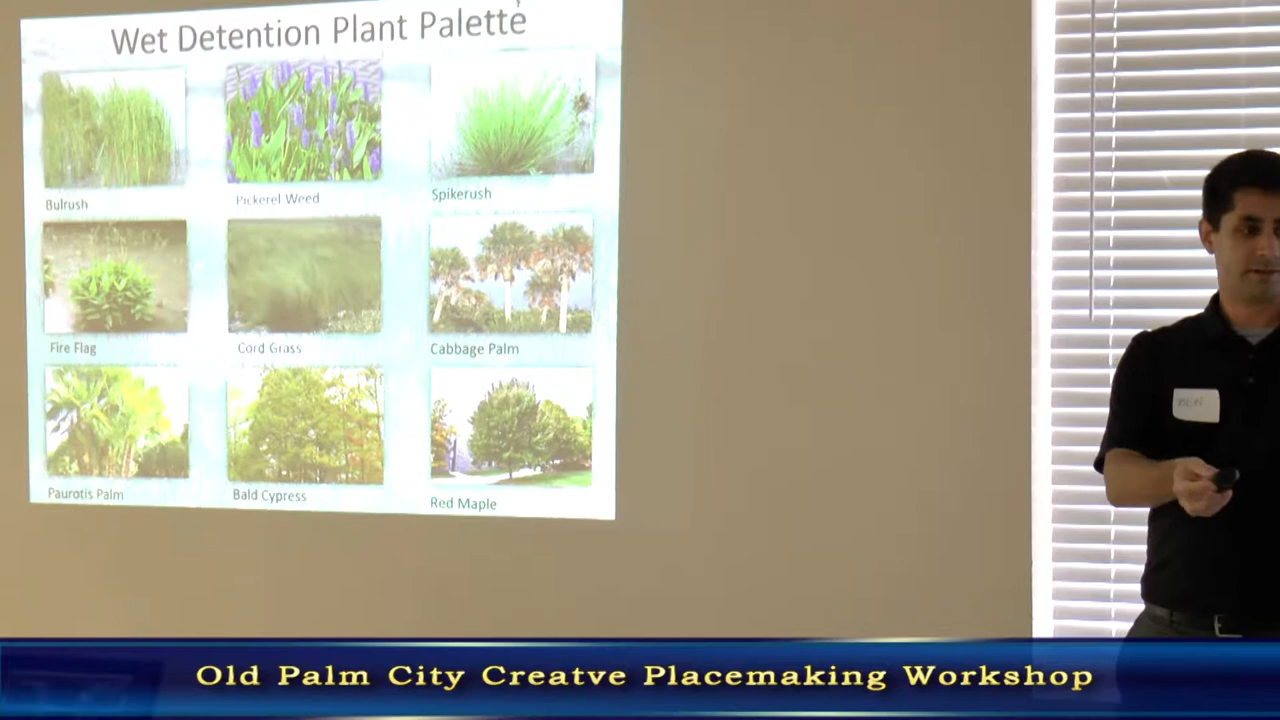 Wet Detention Plant Palette
Bulrush
Pickerel Weed
Spikerush
Fire Flag
Cord Grass
Cabbage Palm
Paurotis Palm
Bald Cypress
Red Maple
Old Palm City Creatve Placemaking Workshop